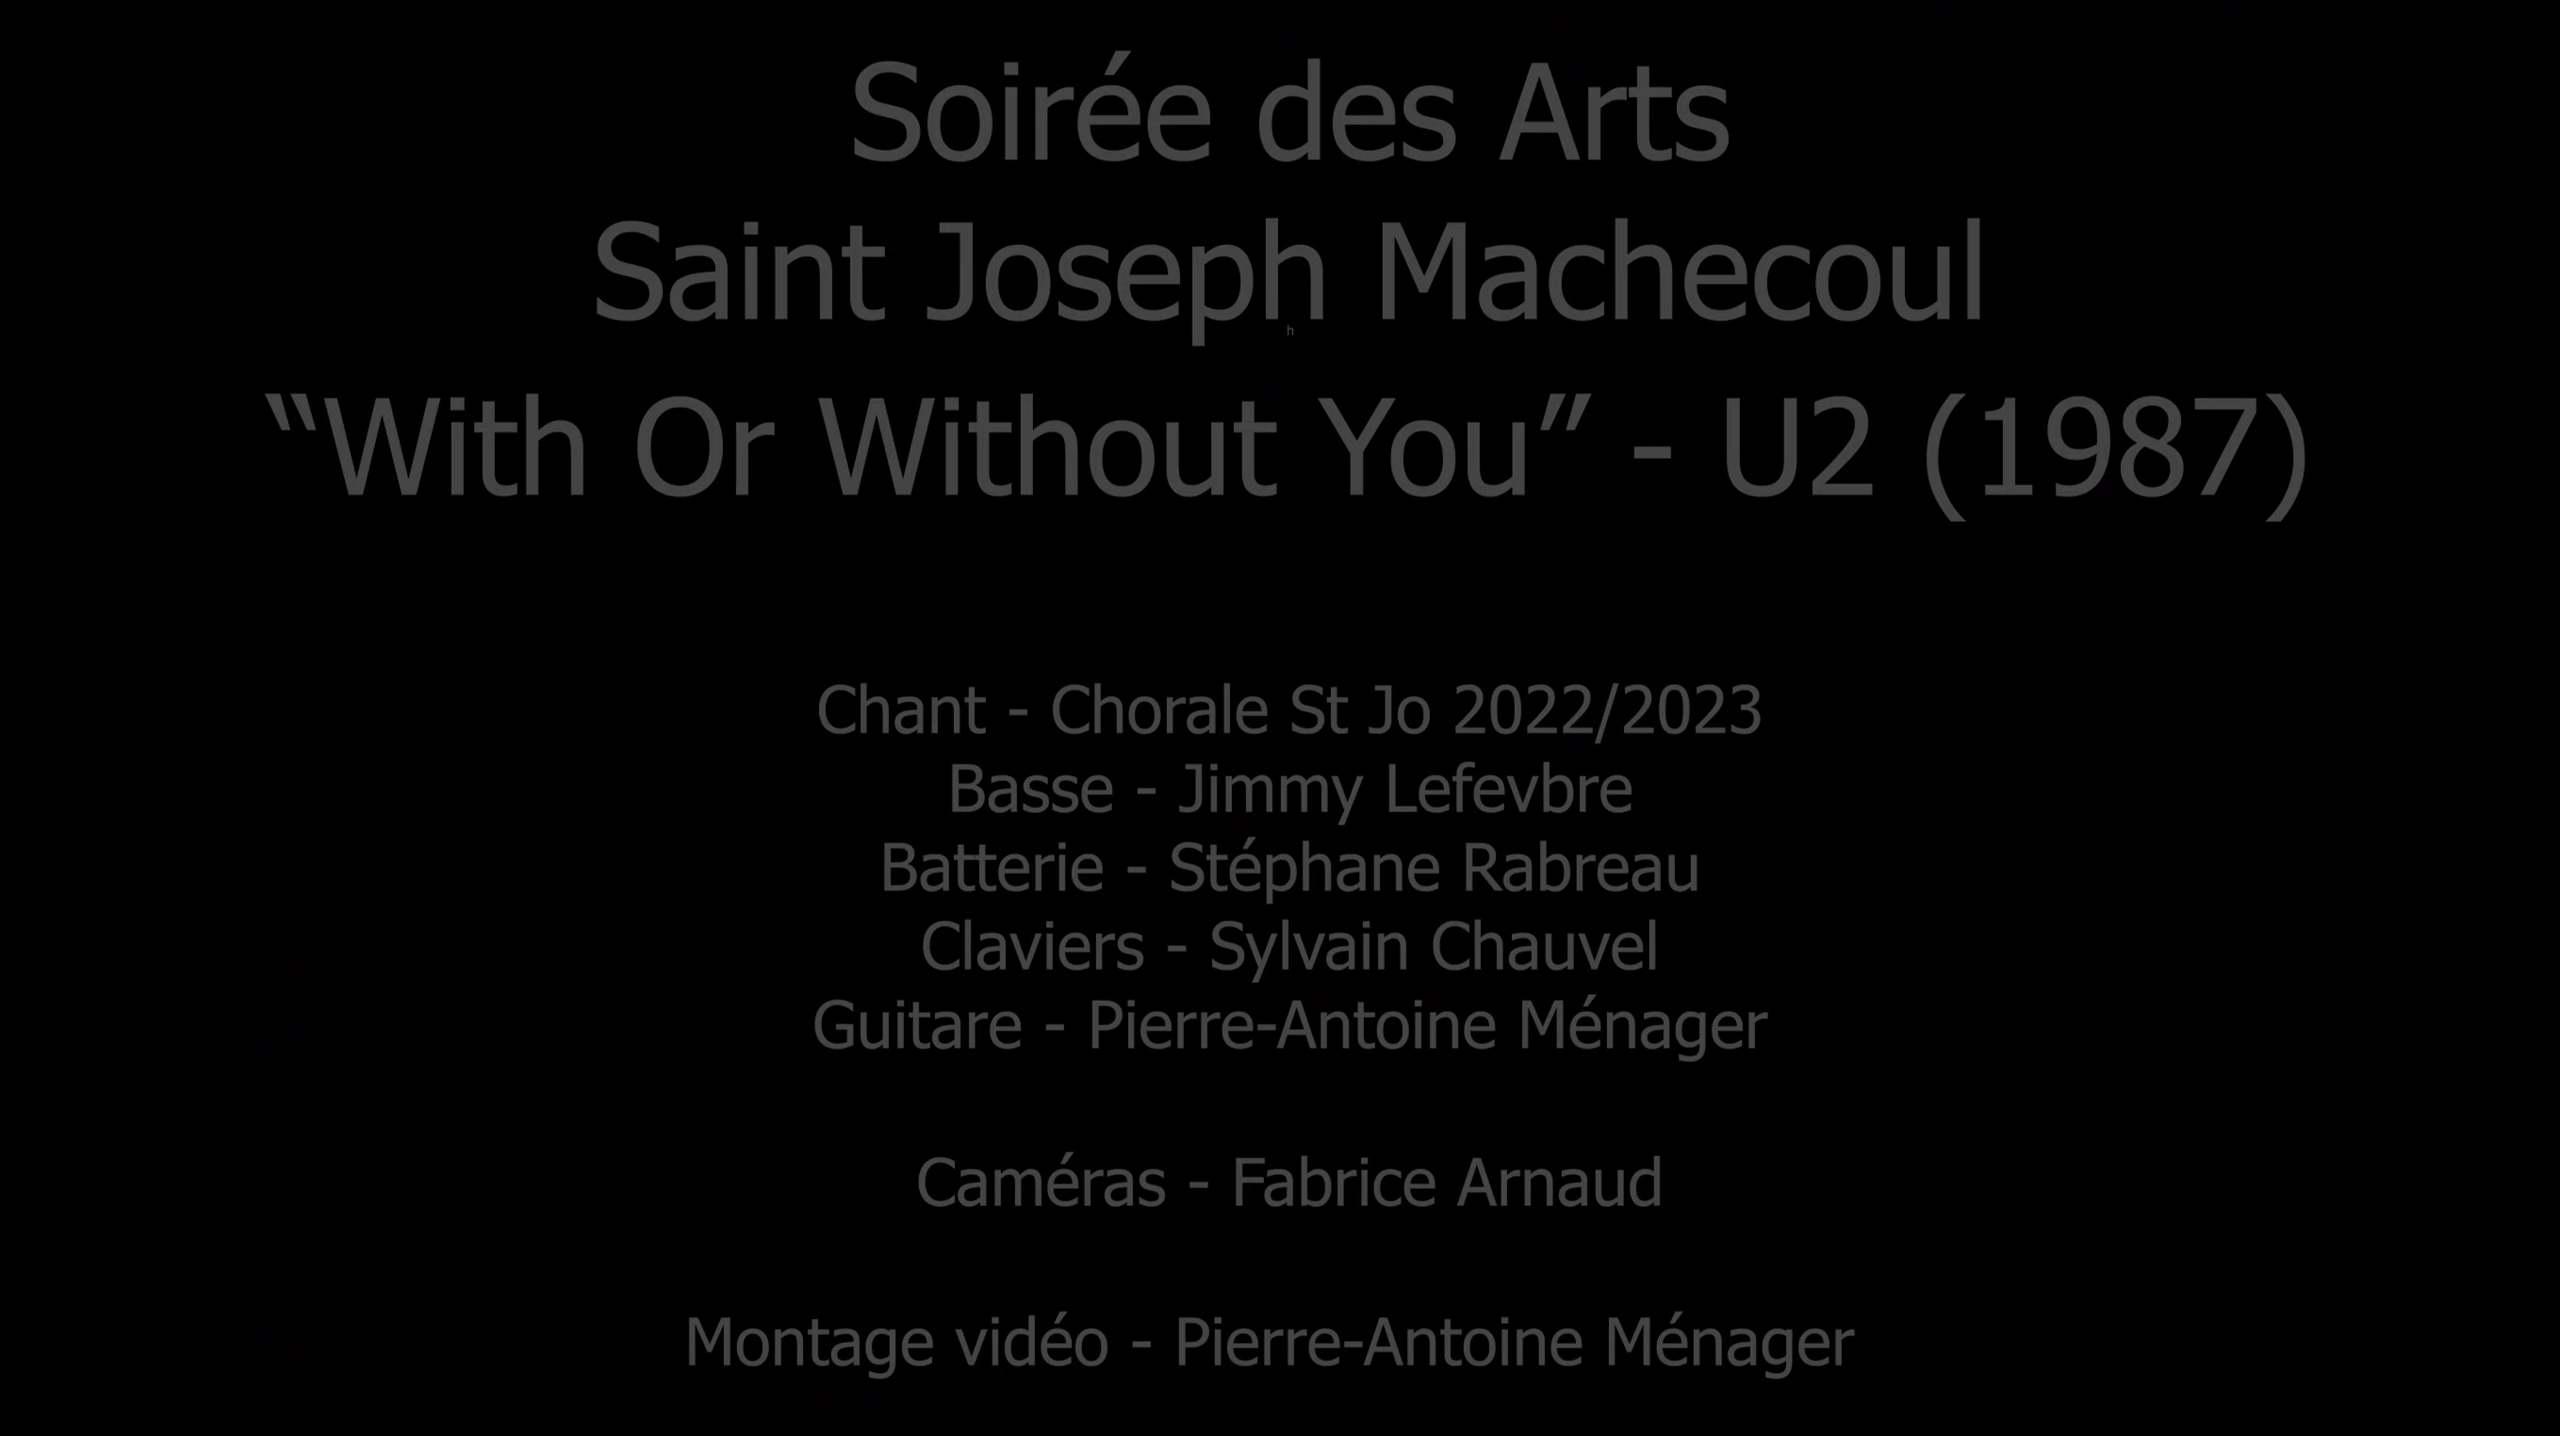 Soirée des Arts
Saint Joseph Machecoul
h
“With Or Without You” - U2 (1987)
Chant - Chorale St Jo 2022/2023
Basse - Jimmy Lefevbre
Batterie - Stéphane Rabreau
Claviers - Sylvain Chauvel
Guitare - Pierre-Antoine Ménager
Caméras - Fabrice Arnaud
Montage vidéo - Pierre-Antoine Ménager